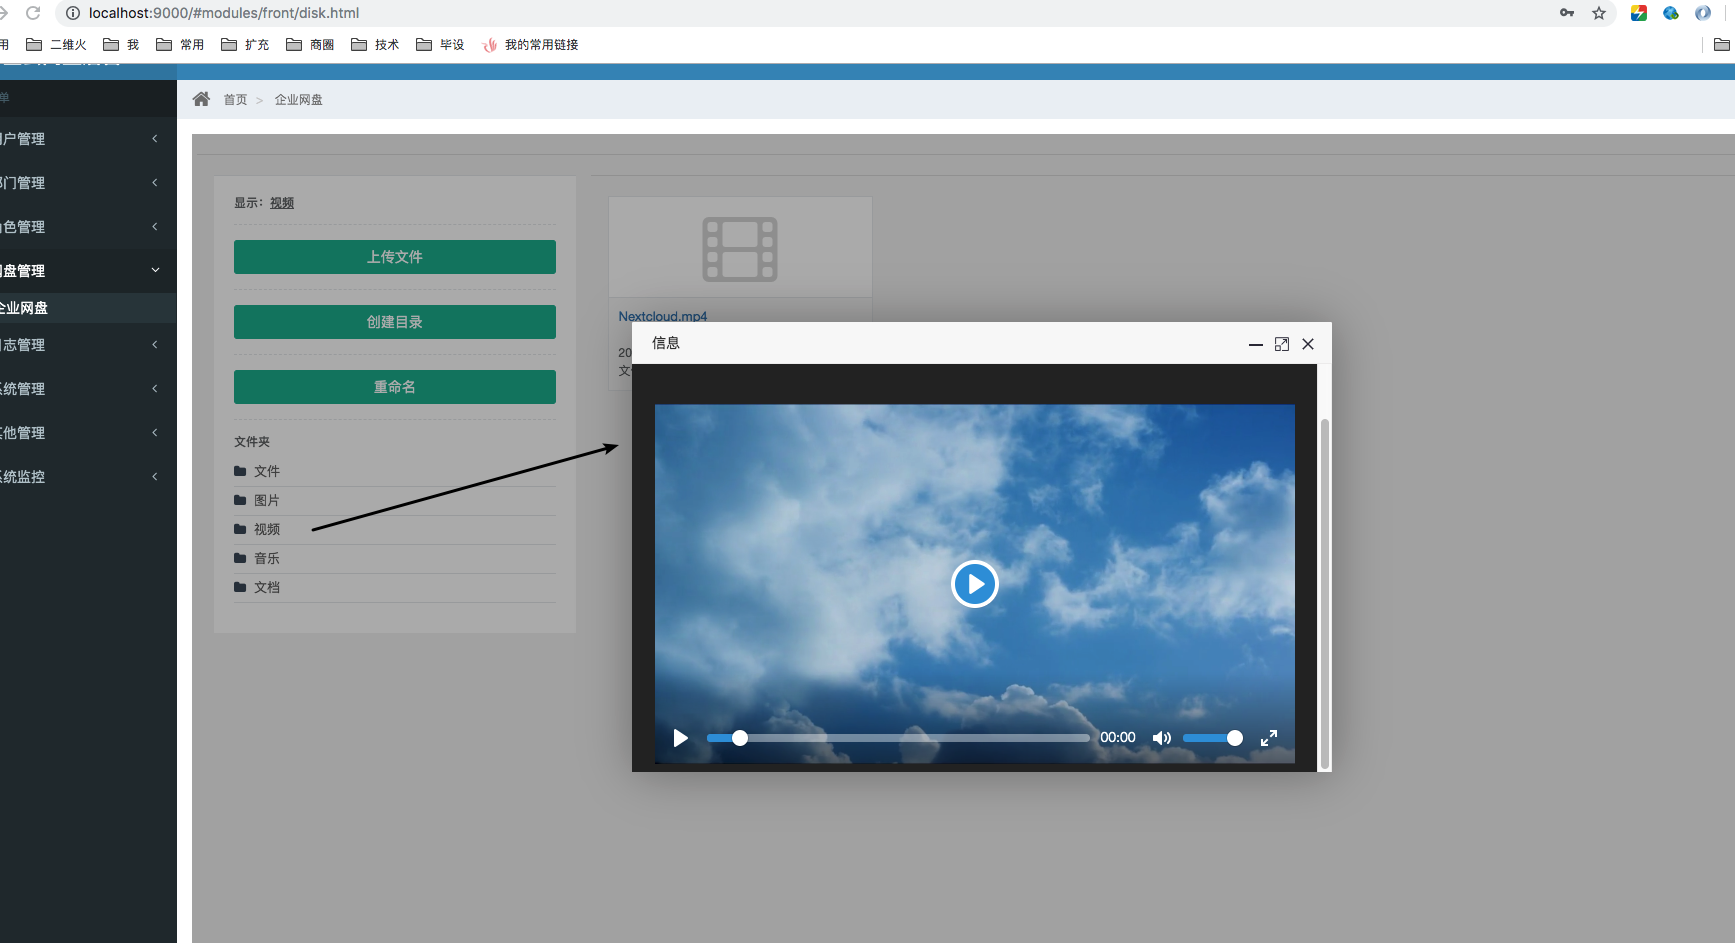 localhost:9000/#modules/front/disk.html
用 二维火 我 常用 扩充 商圈 技术 毕设 我的常用链接
单
首页 > 企业网盘
户管理
部门管理
角色管理
盘管理
企业网盘
志管理
系统管理
其他管理
系统监控
显示: 视频
上传文件
创建目录
重命名
文件夹
文件
图片
视频
音乐
文档
Nextcloud.mp4
20
文
信息
00:00